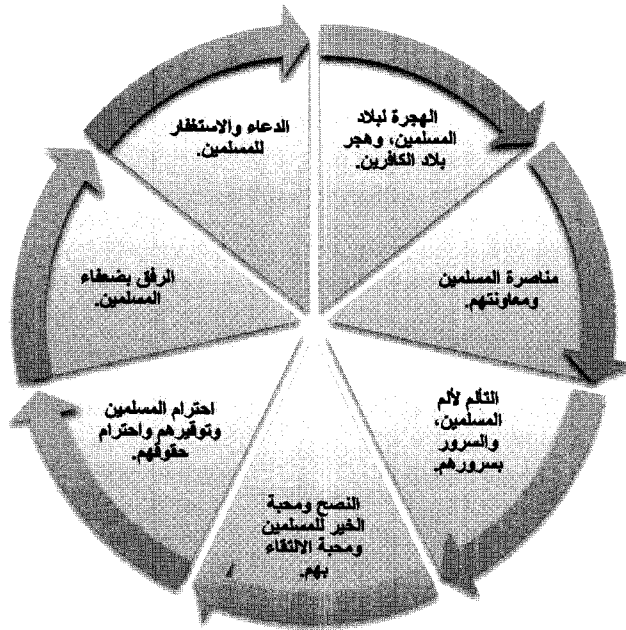 الهجرة لبلاد
المسلمين، وهجر
بلاد الكافرين.
مناصرة المسلمين
ومعاونتهم.
التألم لألم
المسلمين،
والسرور
بسرورهم.
النصح ومحبة
الخير للمسلمين
ومحبة الالتقاء
بهم.
احترام المسلمين
وتوقيرهم واحترام
حقوقهم.
الرفق بضعفاء
المسلمين.
الدعاء والاستغفار
للمسلمين.